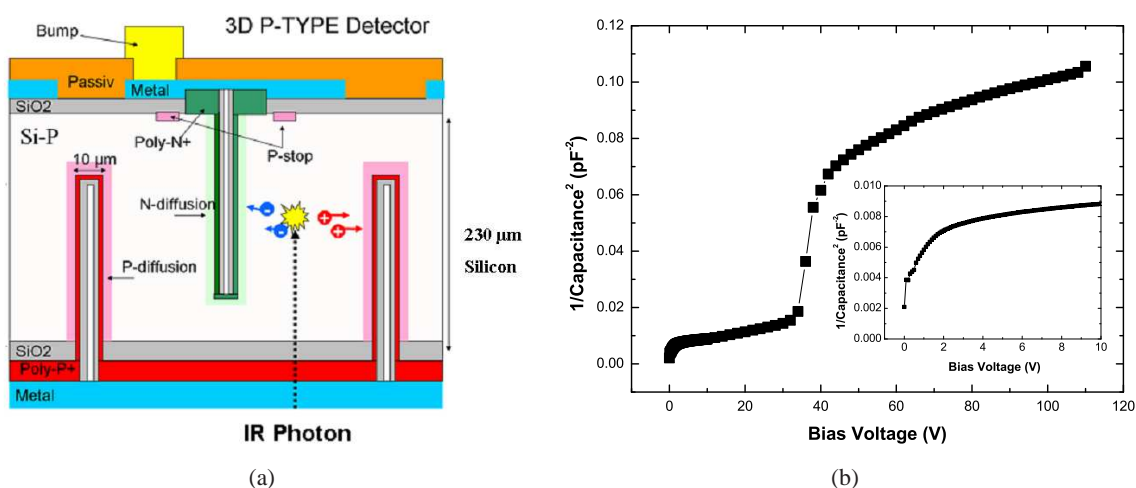 3D P-TYPE Detector
Bump
Passiv
Metal
SiO2
Si-P
Poly-N+
P-stop
10 μm
N-diffusion
P-diffusion
230 μm
Silicon
SiO2
Poly-P+
Metal
IR Photon
(a)
1/Capacitance² (pF⁻²)
0.12
0.10
0.08
0.06
0.04
0.02
0.00
0 20 40 60 80 100 120
Bias Voltage (V)
1/Capacitance² (pF⁻²)
0.010
0.008
0.006
0.004
0.002
0.000
0 2 4 6 8 10
Bias Voltage (V)
(b)